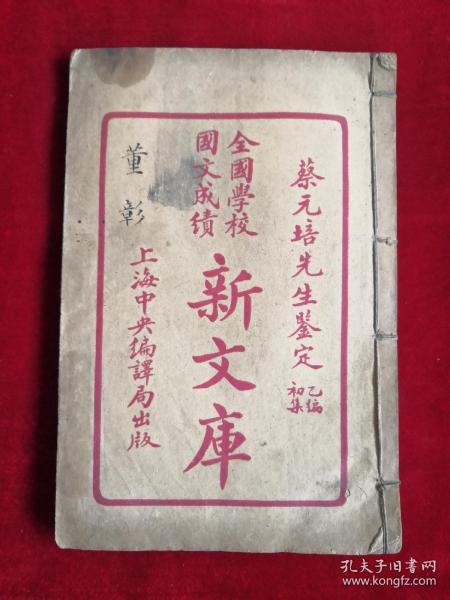 蔡元培先生鑒定
乙編
初集
全國學校
國文成績
新文庫
上海中央編譯局出版
董彰
孔夫子旧书网
www.kongfz.com